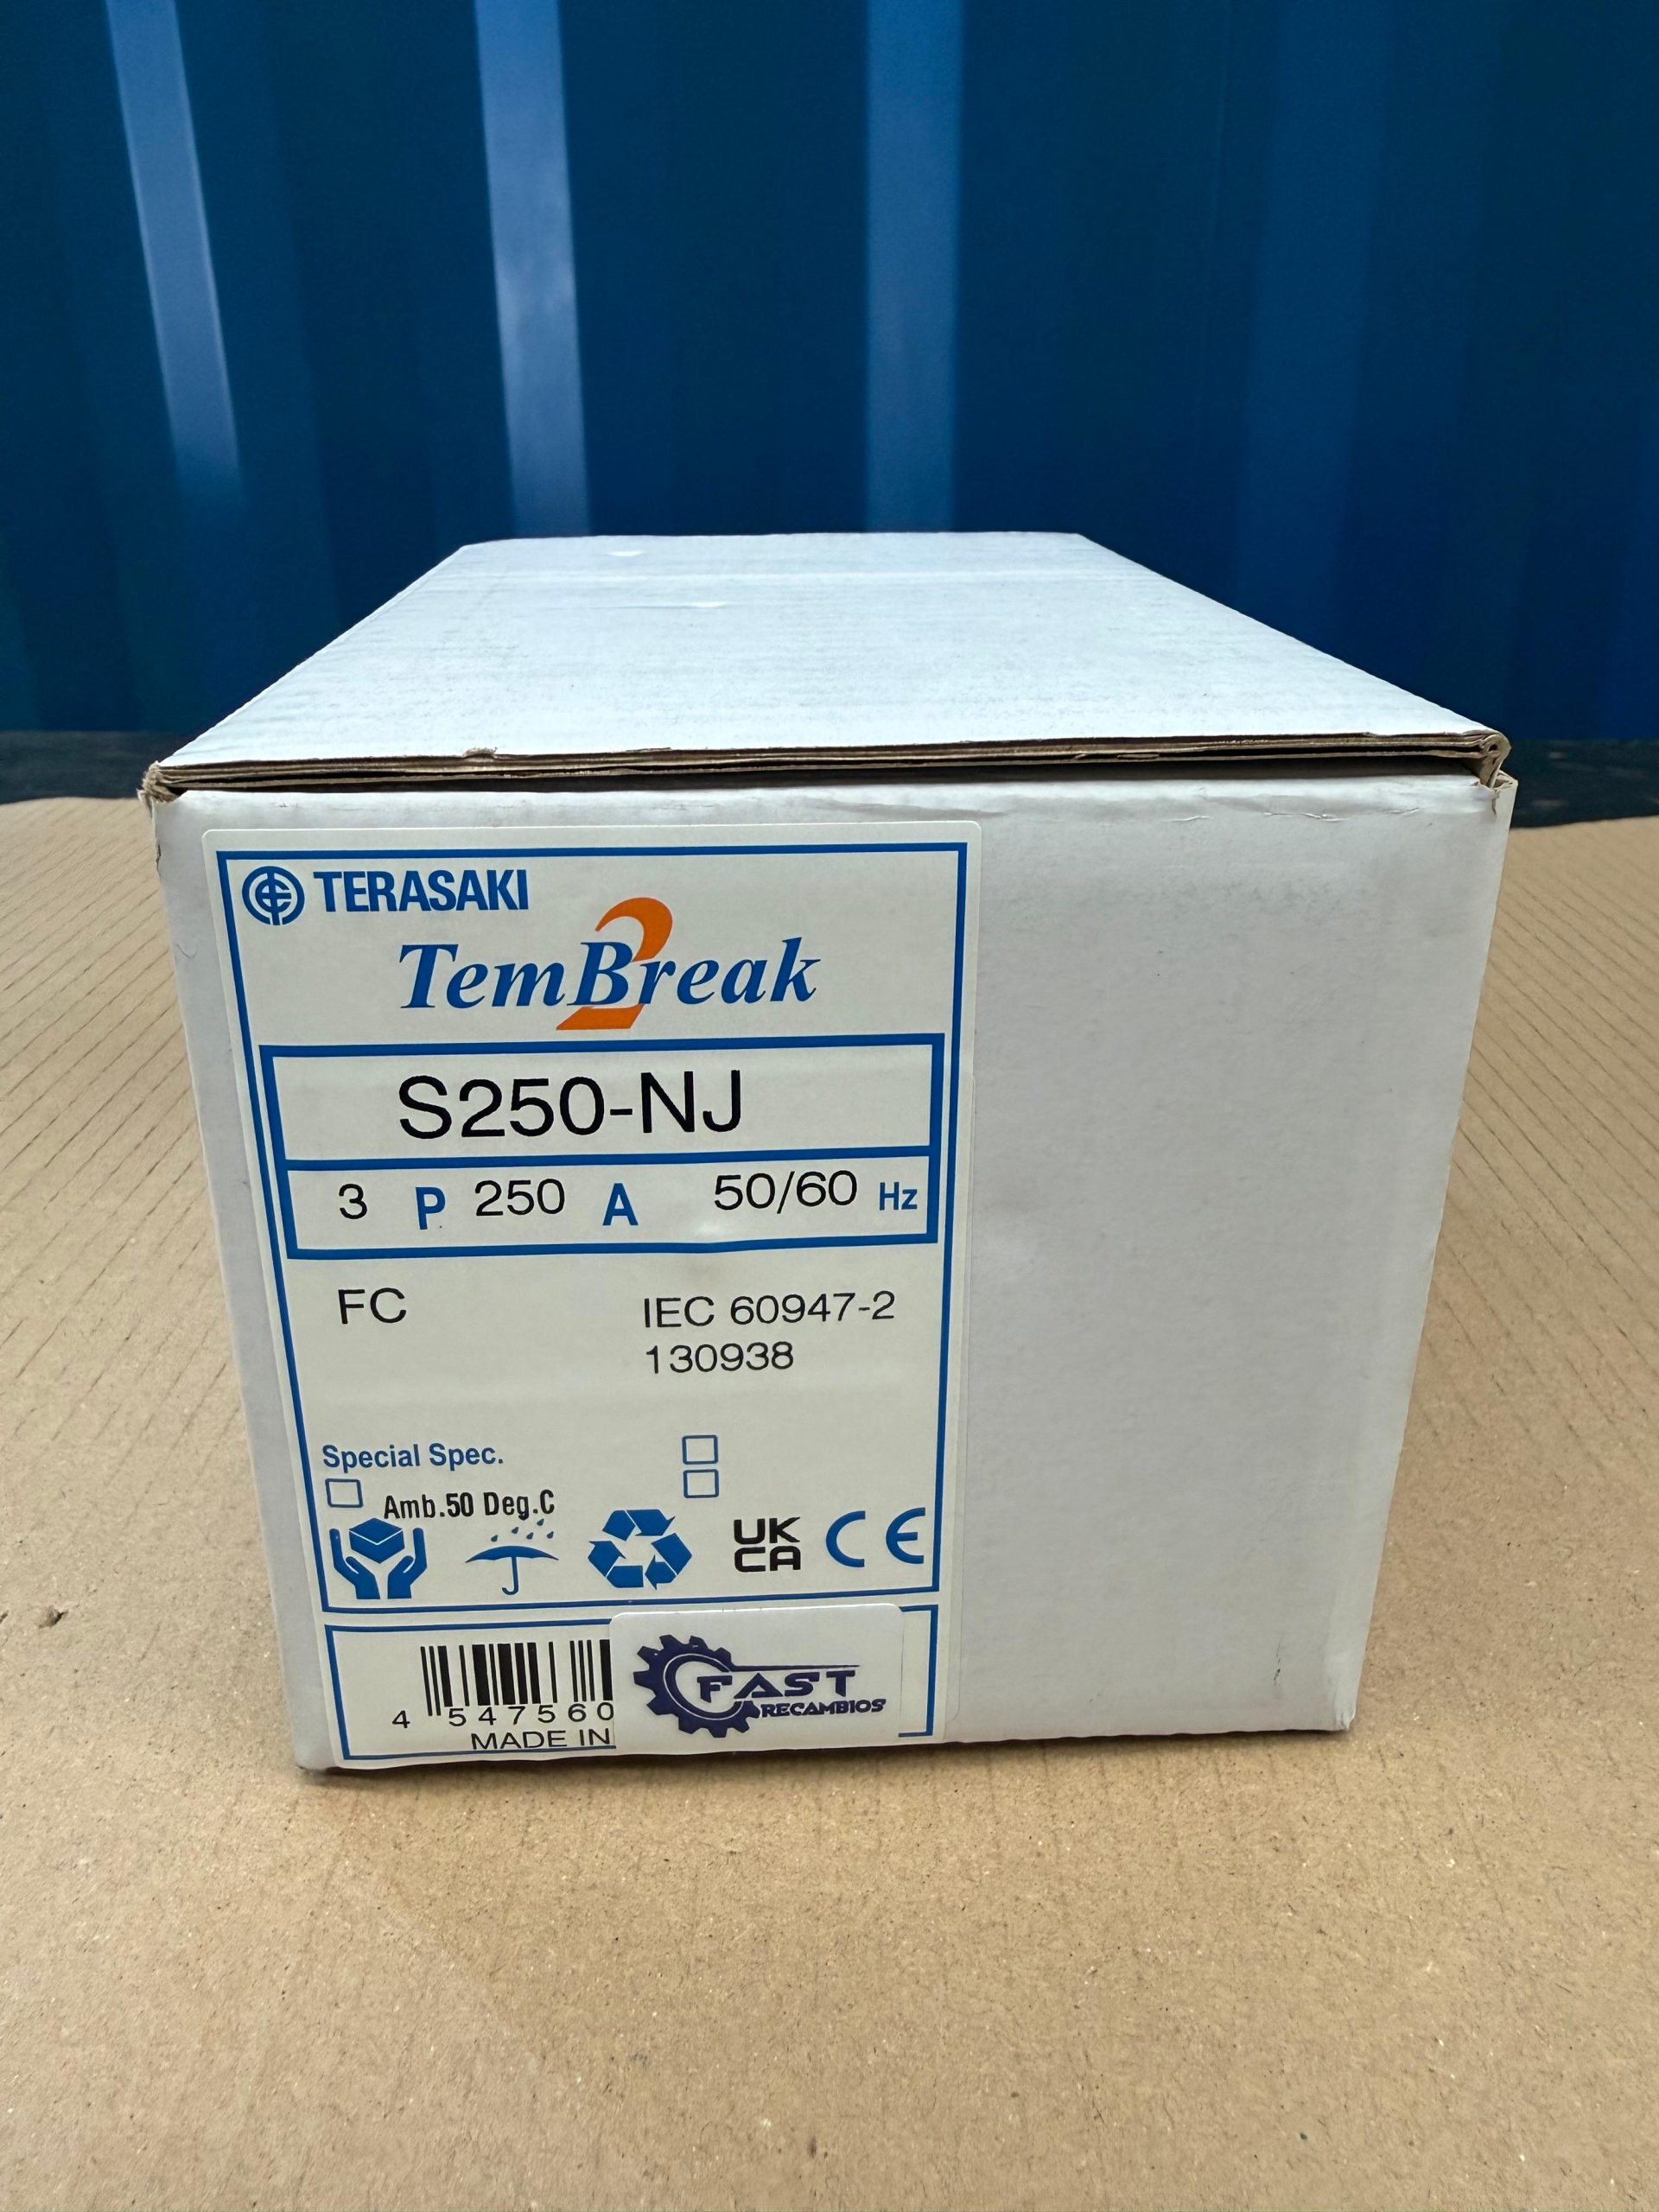 TERASAKI
TemBreak 2
S250-NJ
3 P 250 A 50/60 Hz
FC IEC 60947-2
130938
Special Spec.
Amb.50 Deg.C
UK
CA CE
4 547560
MADE IN
FAST
RECAMBIOS